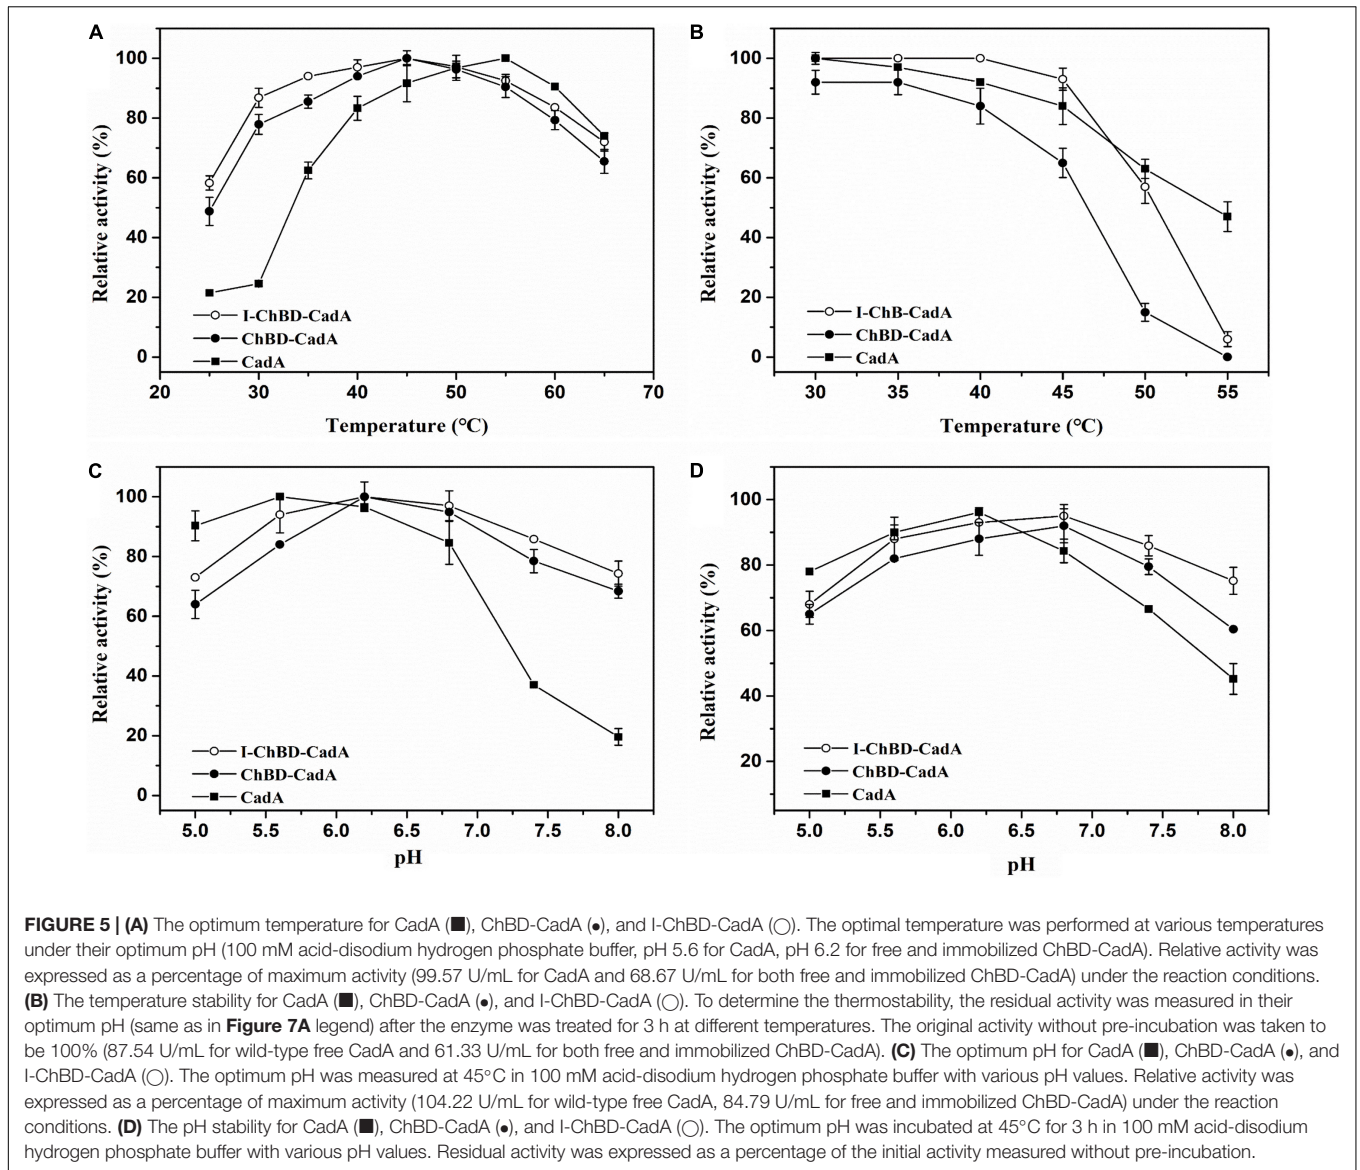 A
Relative activity (%)
100
80
60
40
20
0
I-ChBD-CadA
ChBD-CadA
CadA
20 30 40 50 60 70
Temperature (°C)
B
Relative activity (%)
100
80
60
40
20
0
I-ChB-CadA
ChBD-CadA
CadA
30 35 40 45 50 55
Temperature (°C)
C
Relative activity (%)
100
80
60
40
20
0
I-ChBD-CadA
ChBD-CadA
CadA
5.0 5.5 6.0 6.5 7.0 7.5 8.0
pH
D
Relative activity (%)
100
80
60
40
20
I-ChBD-CadA
ChBD-CadA
CadA
5.0 5.5 6.0 6.5 7.0 7.5 8.0
pH
FIGURE 5 | (A) The optimum temperature for CadA (■), ChBD-CadA (●), and I-ChBD-CadA (○). The optimal temperature was performed at various temperatures
under their optimum pH (100 mM acid-disodium hydrogen phosphate buffer, pH 5.6 for CadA, pH 6.2 for free and immobilized ChBD-CadA). Relative activity was
expressed as a percentage of maximum activity (99.57 U/mL for CadA and 68.67 U/mL for both free and immobilized ChBD-CadA) under the reaction conditions.
(B) The temperature stability for CadA (■), ChBD-CadA (●), and I-ChBD-CadA (○). To determine the thermostability, the residual activity was measured in their
optimum pH (same as in Figure 7A legend) after the enzyme was treated for 3 h at different temperatures. The original activity without pre-incubation was taken to
be 100% (87.54 U/mL for wild-type free CadA and 61.33 U/mL for both free and immobilized ChBD-CadA). (C) The optimum pH for CadA (■), ChBD-CadA (●), and
I-ChBD-CadA (○). The optimum pH was measured at 45°C in 100 mM acid-disodium hydrogen phosphate buffer with various pH values. Relative activity was
expressed as a percentage of maximum activity (104.22 U/mL for wild-type free CadA, 84.79 U/mL for free and immobilized ChBD-CadA) under the reaction
conditions. (D) The pH stability for CadA (■), ChBD-CadA (●), and I-ChBD-CadA (○). The optimum pH was incubated at 45°C for 3 h in 100 mM acid-disodium
hydrogen phosphate buffer with various pH values. Residual activity was expressed as a percentage of the initial activity measured without pre-incubation.